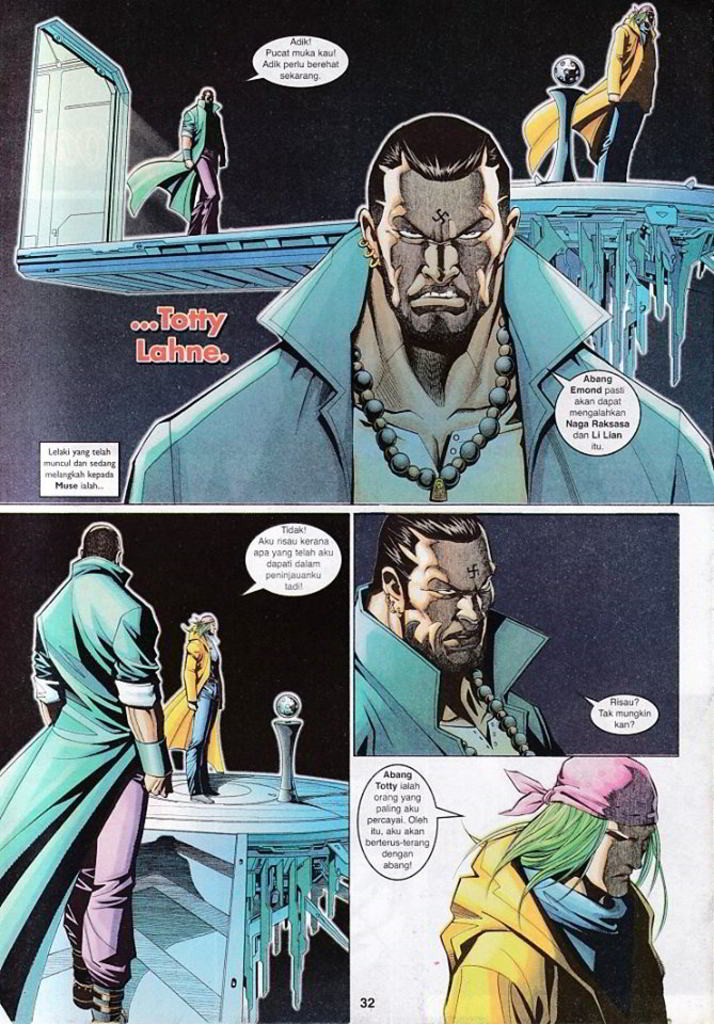 Adik!
Pucat muka kau!
Adik perlu berehat
sekarang.
Lelaki yang telah
muncul dan sedang
melangkah kepada
Muse ialah...
...Totty
Lahne.
Abang
Emond pasti
akan dapat
mengalahkan
Naga Raksasa
dan Li Lian
itu.
Tidak!
Aku risau kerana
apa yang telah aku
dapati dalam
peninjauanku
tadi!
Risau?
Tak mungkin
kan?
Abang
Totty ialah
orang yang
paling aku
percayai. Oleh
itu, aku akan
berterus-terang
dengan
abang!
32